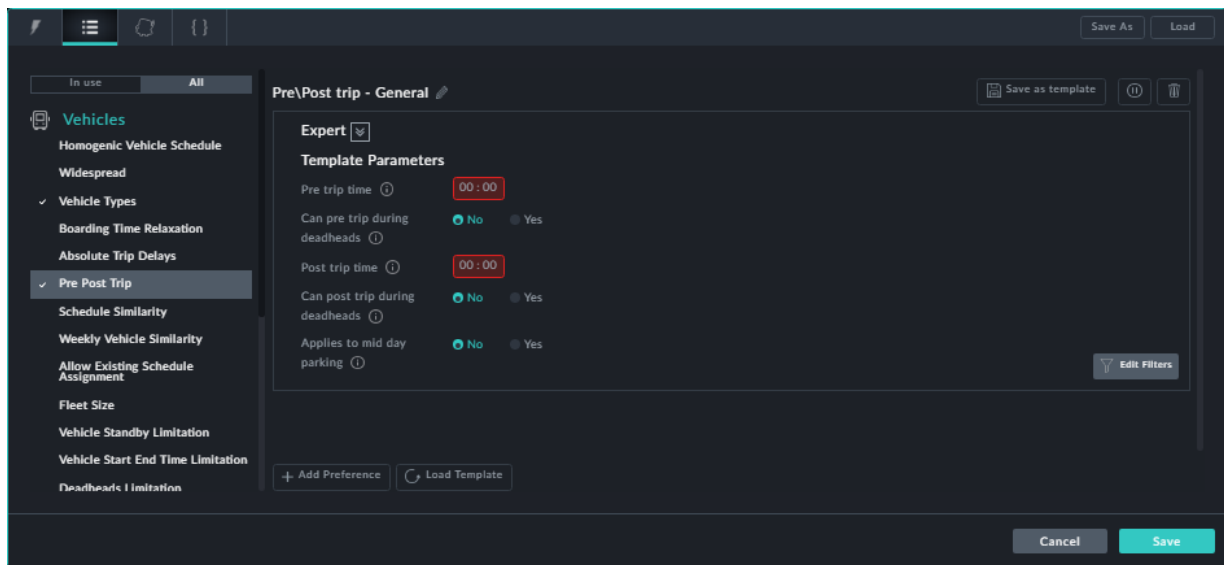 { }
Save As
Load
In use
All
Vehicles
Homogenic Vehicle Schedule
Widespread
Vehicle Types
Boarding Time Relaxation
Absolute Trip Delays
Pre Post Trip
Schedule Similarity
Weekly Vehicle Similarity
Allow Existing Schedule
Assignment
Fleet Size
Vehicle Standby Limitation
Vehicle Start End Time Limitation
Deadheads Limitation
Pre\Post trip - General
Save as template
Expert
Template Parameters
Pre trip time
00 : 00
Can pre trip during
deadheads
No
Yes
Post trip time
00 : 00
Can post trip during
deadheads
No
Yes
Applies to mid day
parking
No
Yes
Edit Filters
+ Add Preference
Load Template
Cancel
Save